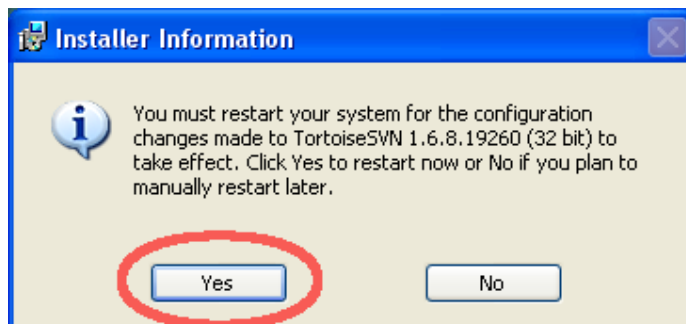 Installer Information
You must restart your system for the configuration
changes made to TortoiseSVN 1.6.8.19260 (32 bit) to
take effect. Click Yes to restart now or No if you plan to
manually restart later.
Yes No